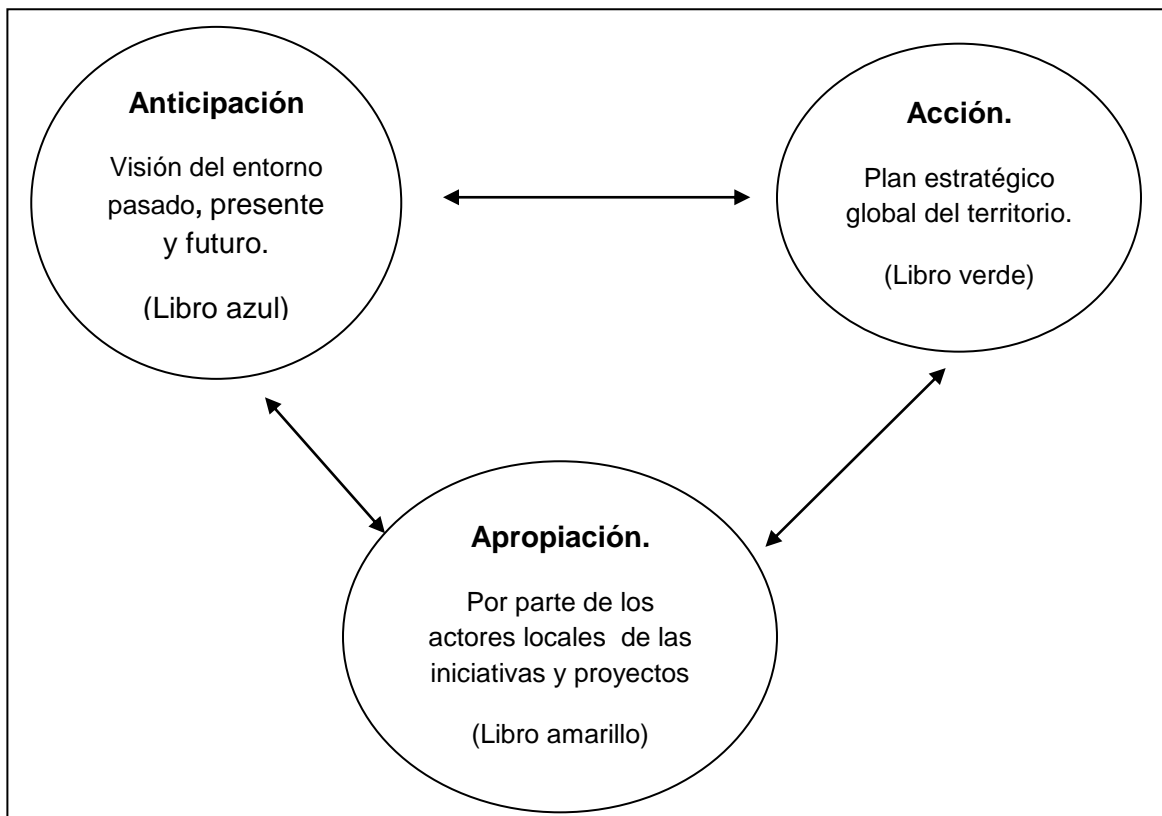 Anticipación
Visión del entorno
pasado, presente
y futuro.
(Libro azul)
Acción.
Plan estratégico
global del territorio.
(Libro verde)
Apropiación.
Por parte de los
actores locales  de las
iniciativas y proyectos
(Libro amarillo)